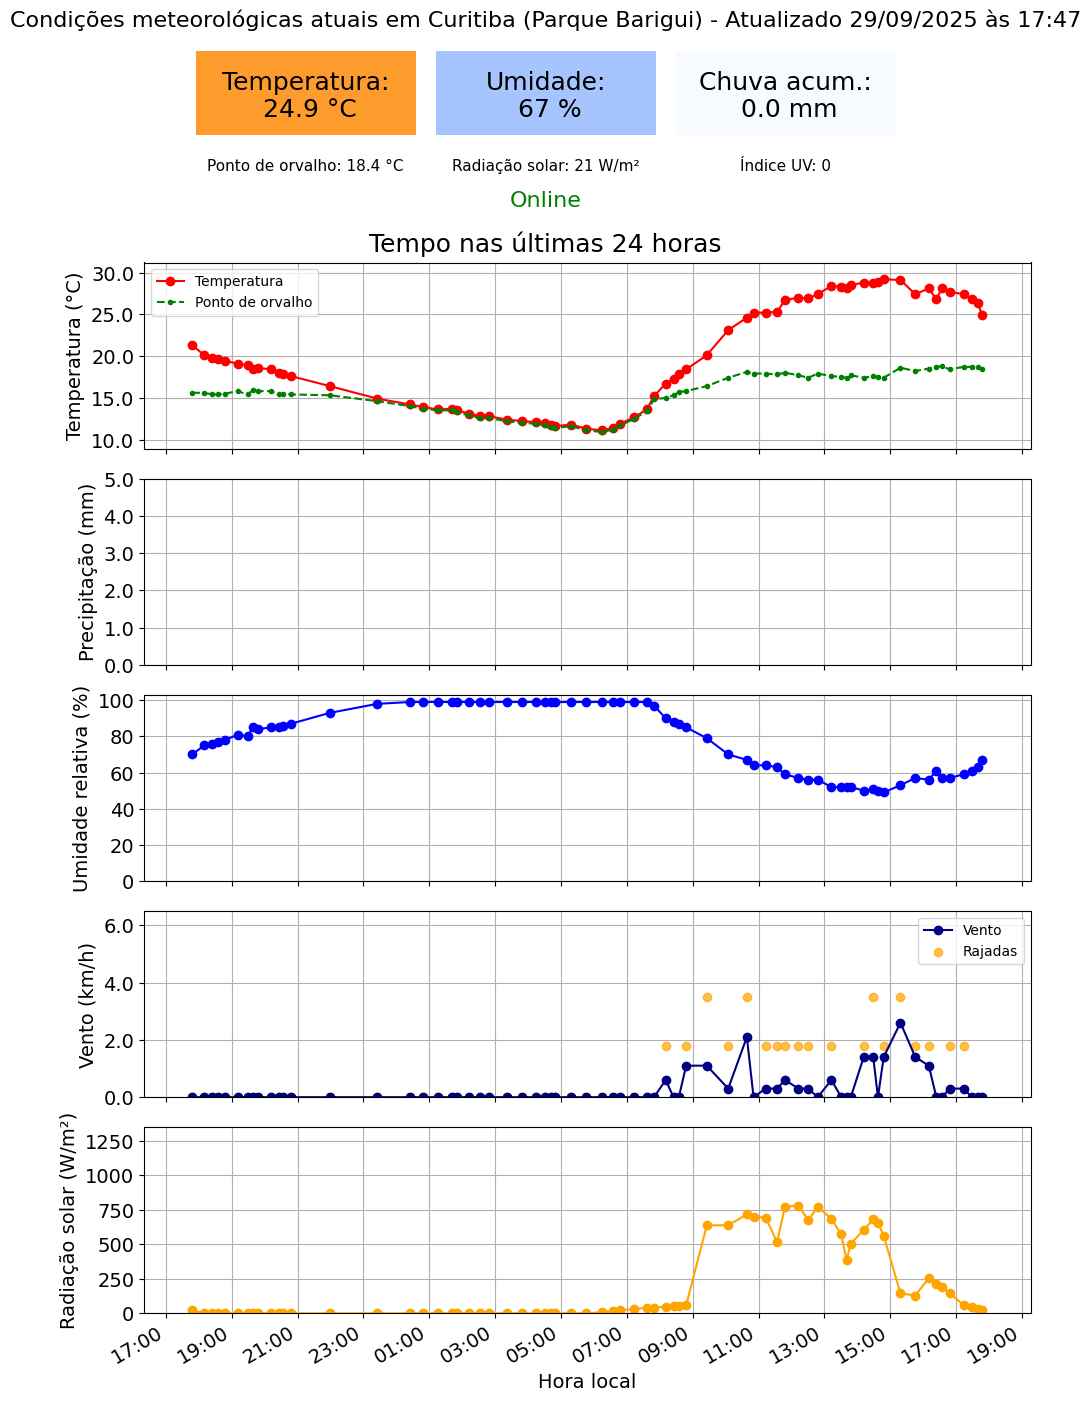 Condições meteorológicas atuais em Curitiba (Parque Barigui) - Atualizado 29/09/2025 às 17:47
Temperatura:
24.9 °C
Umidade:
67 %
Chuva acum.:
0.0 mm
Ponto de orvalho: 18.4 °C
Radiação solar: 21 W/m²
Índice UV: 0
Online
Tempo nas últimas 24 horas
Temperatura (°C)
30.0
25.0
20.0
15.0
10.0
Temperatura
Ponto de orvalho
Precipitação (mm)
5.0
4.0
3.0
2.0
1.0
0.0
Umidade relativa (%)
100
80
60
40
20
0
Vento (km/h)
6.0
4.0
2.0
0.0
Vento
Rajadas
Radiação solar (W/m²)
1250
1000
750
500
250
0
17:00
19:00
21:00
23:00
01:00
03:00
05:00
07:00
09:00
11:00
13:00
15:00
17:00
19:00
Hora local